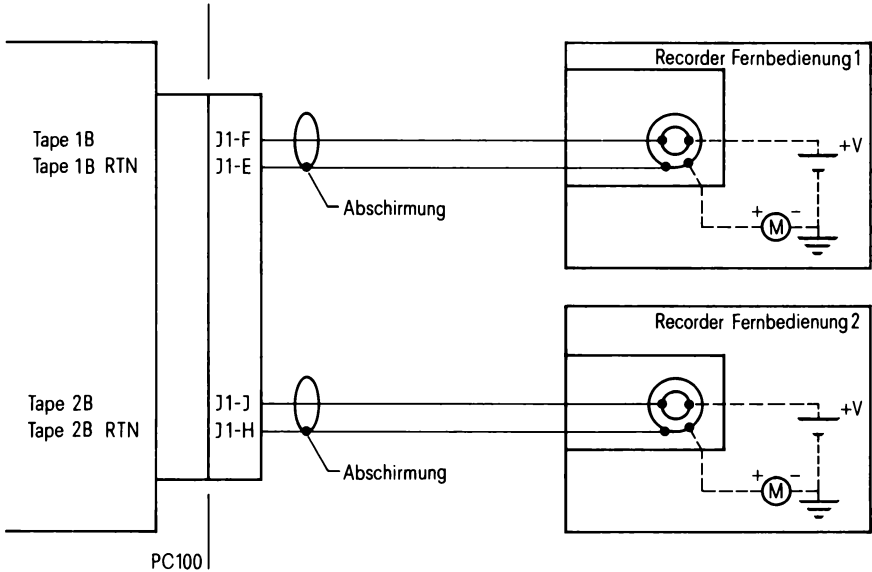 Recorder Fernbedienung 1
Tape 1B J1-F
Tape 1B RTN J1-E
+V
Abschirmung
+ M -
Recorder Fernbedienung 2
Tape 2B J1-J
Tape 2B RTN J1-H
+V
Abschirmung
+ M -
PC100